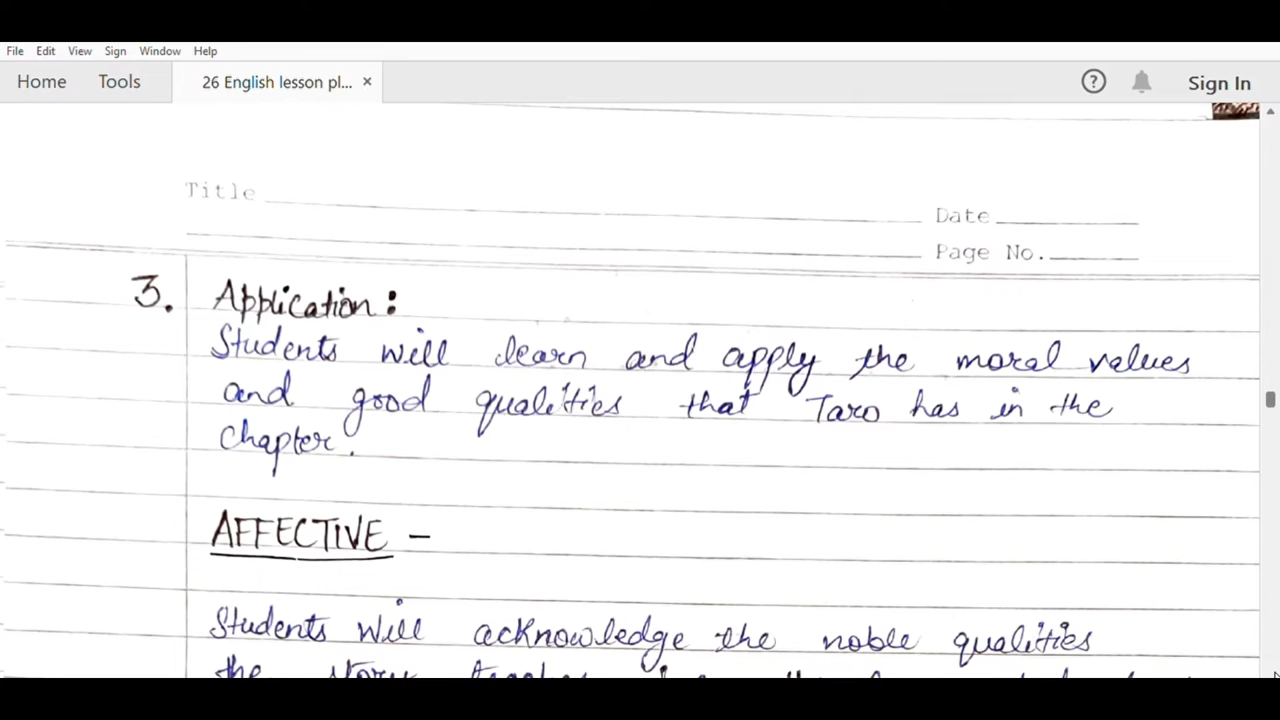 File Edit View Sign Window Help
Home Tools 26 English lesson pl... × ? Sign In
Title
Date
Page No.
3. Application:
Students will learn and apply the moral values
and good qualities that Taro has in the
chapter.
AFFECTIVE -
Students will acknowledge the noble qualities
the story